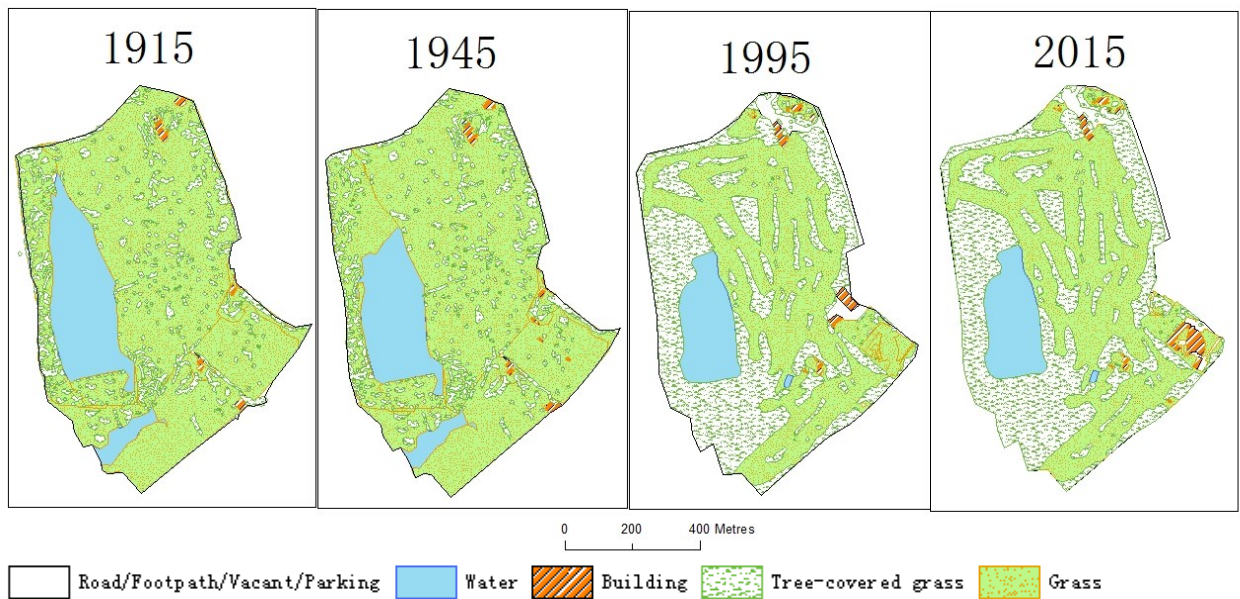 1915
1945
1995
2015
0 200 400 Metres
Road/Footpath/Vacant/Parking Water Building Tree-covered grass Grass